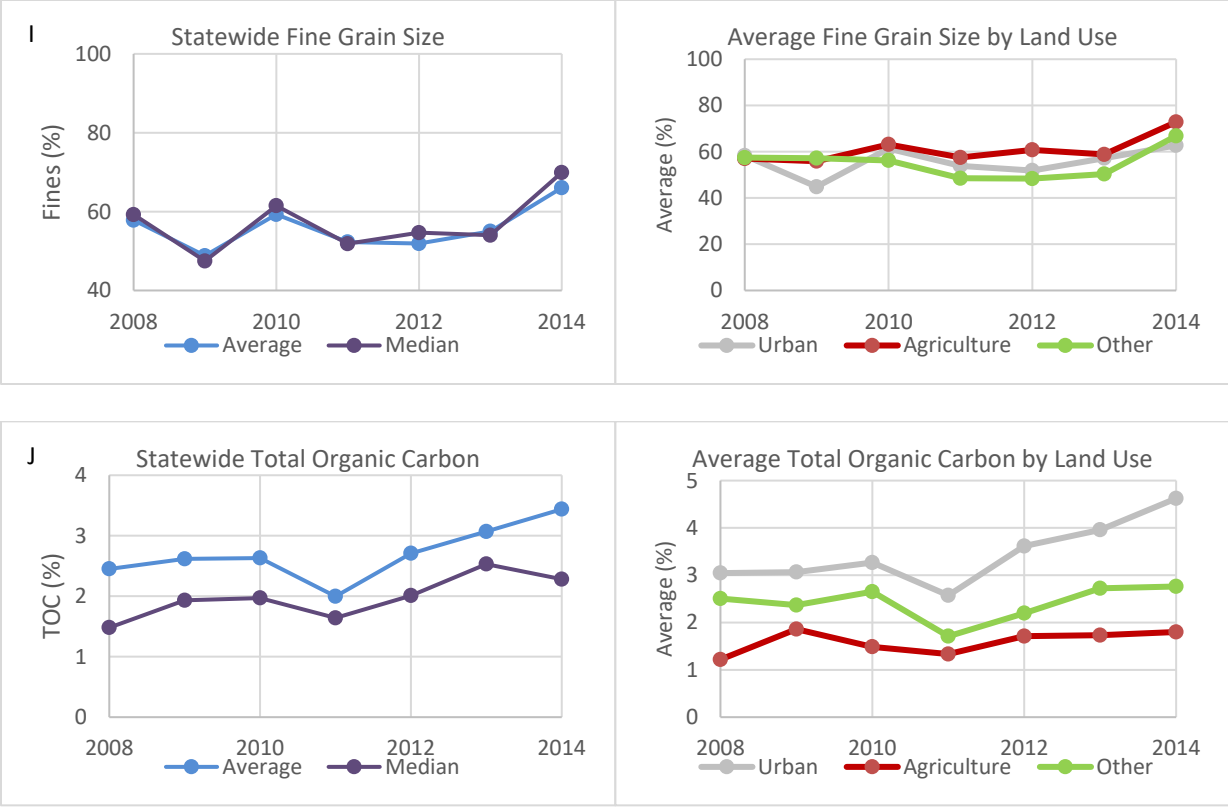 I
Statewide Fine Grain Size
Fines (%)
100
80
60
40
2008 2010 2012 2014
Average Median
Average Fine Grain Size by Land Use
Average (%)
100
80
60
40
20
0
2008 2010 2012 2014
Urban Agriculture Other
J
Statewide Total Organic Carbon
TOC (%)
4
3
2
1
0
2008 2010 2012 2014
Average Median
Average Total Organic Carbon by Land Use
Average (%)
5
4
3
2
1
0
2008 2010 2012 2014
Urban Agriculture Other